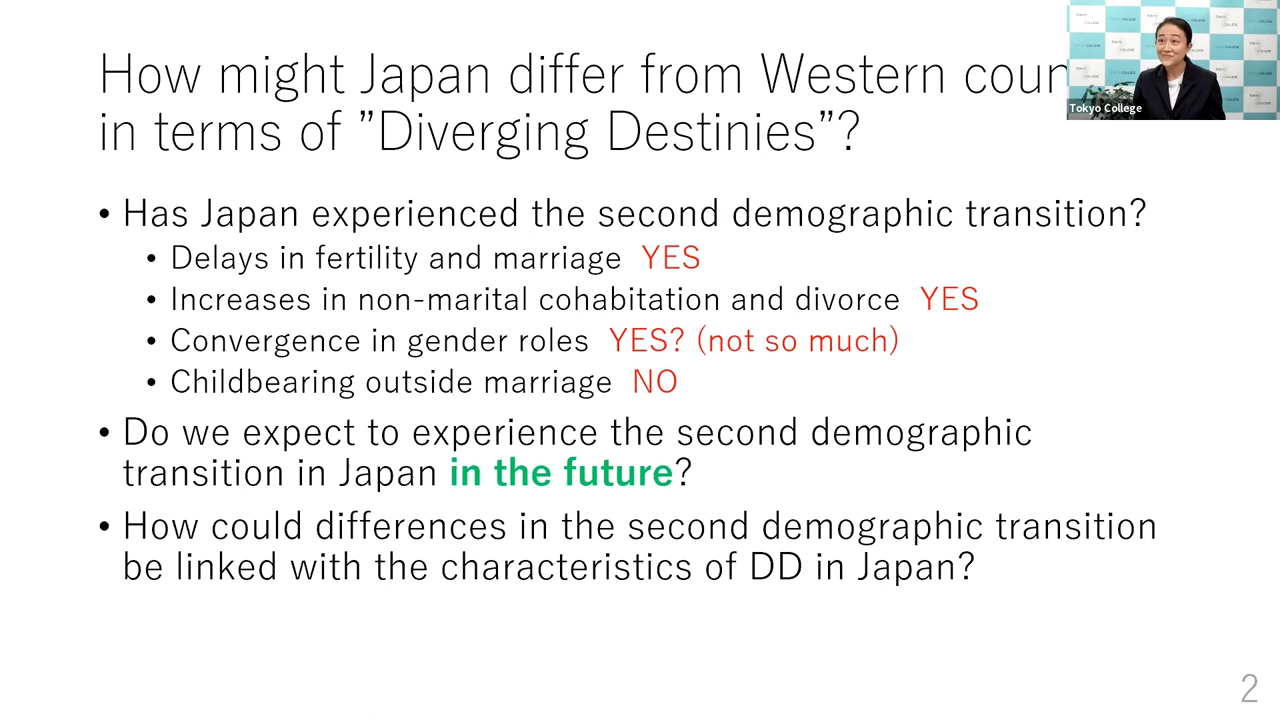 How might Japan differ from Western coun
in terms of ”Diverging Destinies”?
• Has Japan experienced the second demographic transition?
• Delays in fertility and marriage YES
• Increases in non-marital cohabitation and divorce YES
• Convergence in gender roles YES? (not so much)
• Childbearing outside marriage NO
• Do we expect to experience the second demographic
transition in Japan in the future?
• How could differences in the second demographic transition
be linked with the characteristics of DD in Japan?
2
Tokyo College